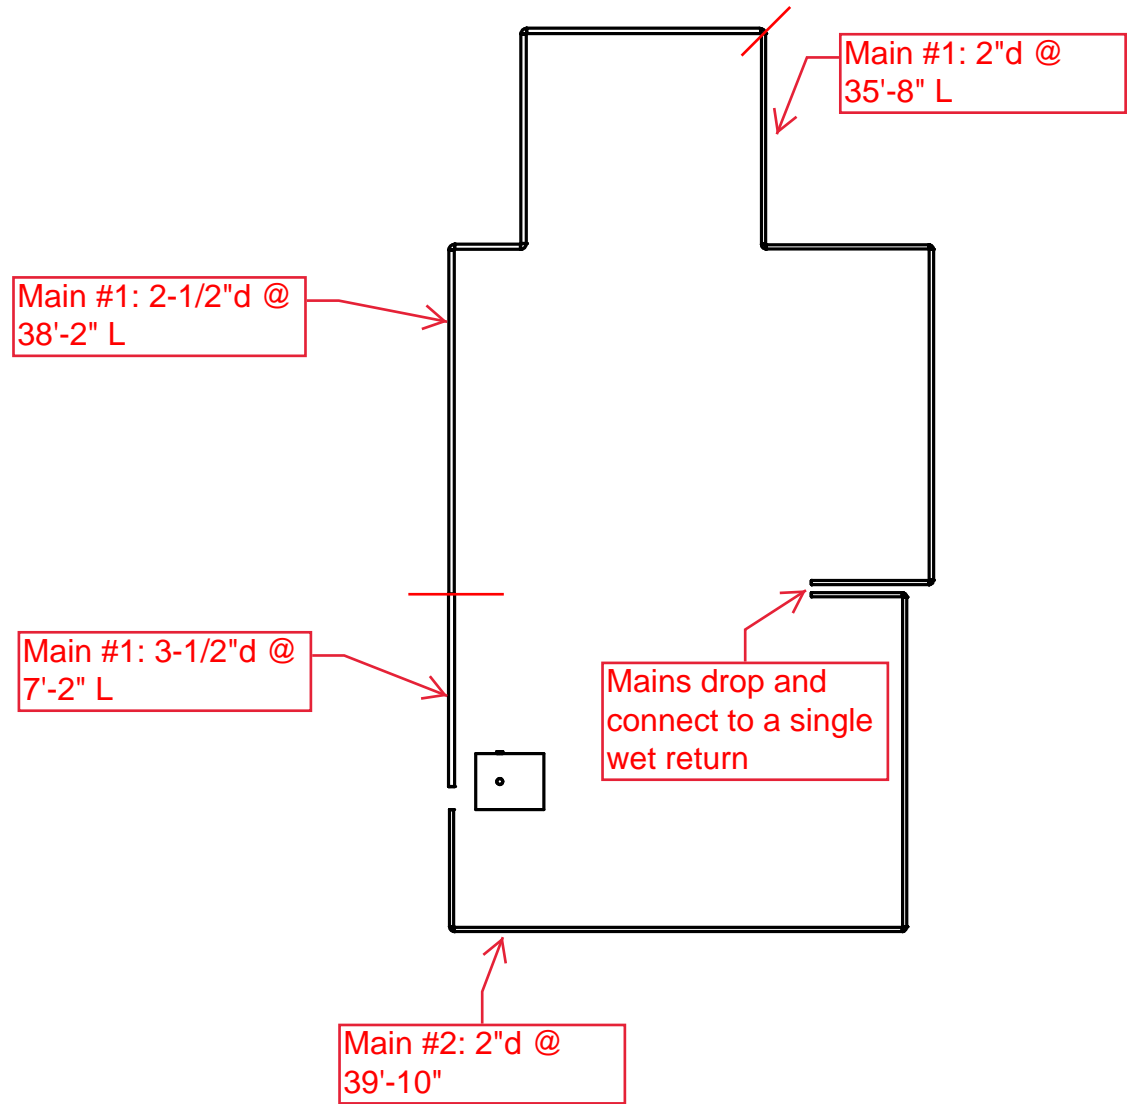 Main #1: 2"d @
35'-8" L
Main #1: 2-1/2"d @
38'-2" L
Main #1: 3-1/2"d @
7'-2" L
Mains drop and
connect to a single
wet return
Main #2: 2"d @
39'-10"